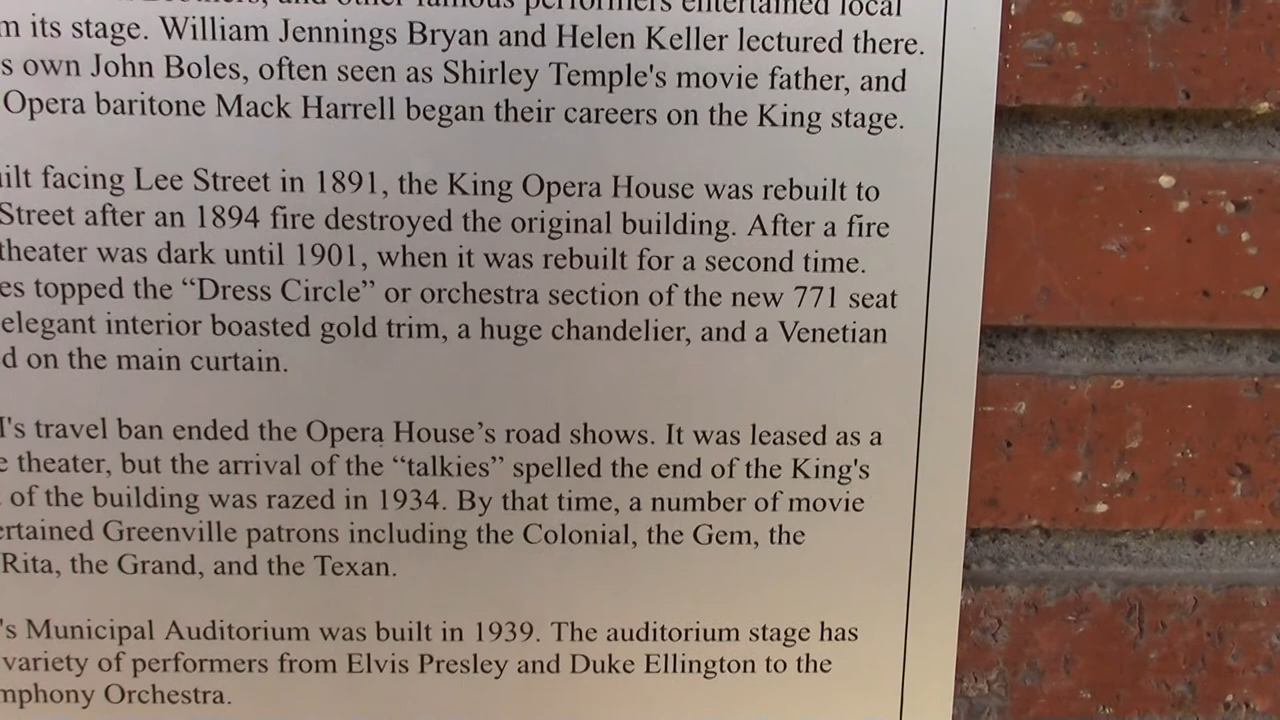 and other famous performers entertained local
its stage. William Jennings Bryan and Helen Keller lectured there.
own John Boles, often seen as Shirley Temple's movie father, and
Opera baritone Mack Harrell began their careers on the King stage.
facing Lee Street in 1891, the King Opera House was rebuilt to
Street after an 1894 fire destroyed the original building. After a fire
theater was dark until 1901, when it was rebuilt for a second time.
topped the “Dress Circle” or orchestra section of the new 771 seat
elegant interior boasted gold trim, a huge chandelier, and a Venetian
on the main curtain.
travel ban ended the Opera House’s road shows. It was leased as a
theater, but the arrival of the “talkies” spelled the end of the King's
of the building was razed in 1934. By that time, a number of movie
Greenville patrons including the Colonial, the Gem, the
Rita, the Grand, and the Texan.
's Municipal Auditorium was built in 1939. The auditorium stage has
variety of performers from Elvis Presley and Duke Ellington to the
Orchestra.